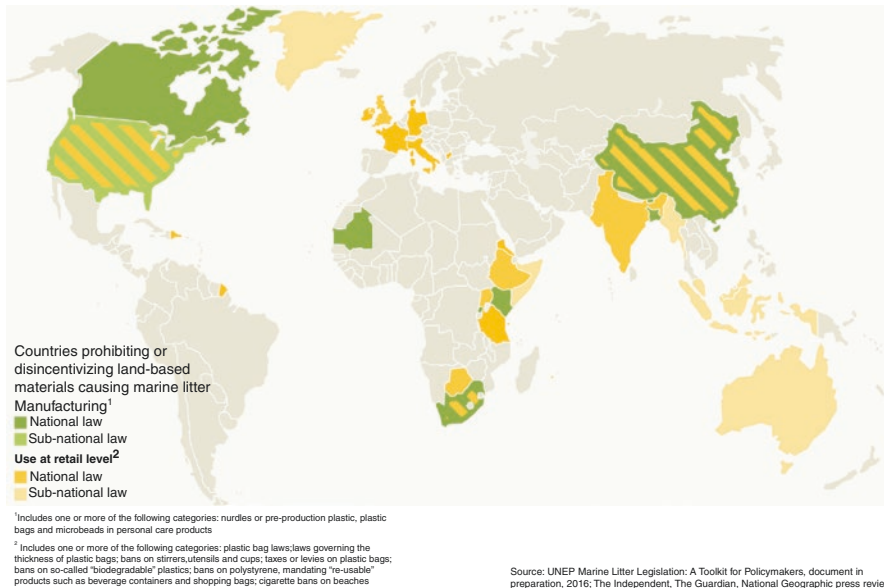 Countries prohibiting or
disincentivizing land-based
materials causing marine litter
Manufacturing1
National law
Sub-national law
Use at retail level2
National law
Sub-national law
1Includes one or more of the following categories: nurdles or pre-production plastic, plastic
bags and microbeads in personal care products
2 Includes one or more of the following categories: plastic bag laws;laws governing the
thickness of plastic bags; bans on stirrers,utensils and cups; taxes or levies on plastic bags;
bans on so-called "biodegradable" plastics; bans on polystyrene, mandating "re-usable"
products such as beverage containers and shopping bags; cigarette bans on beaches
Source: UNEP Marine Litter Legislation: A Toolkit for Policymakers, document in
preparation, 2016; The Independent, The Guardian, National Geographic press revie